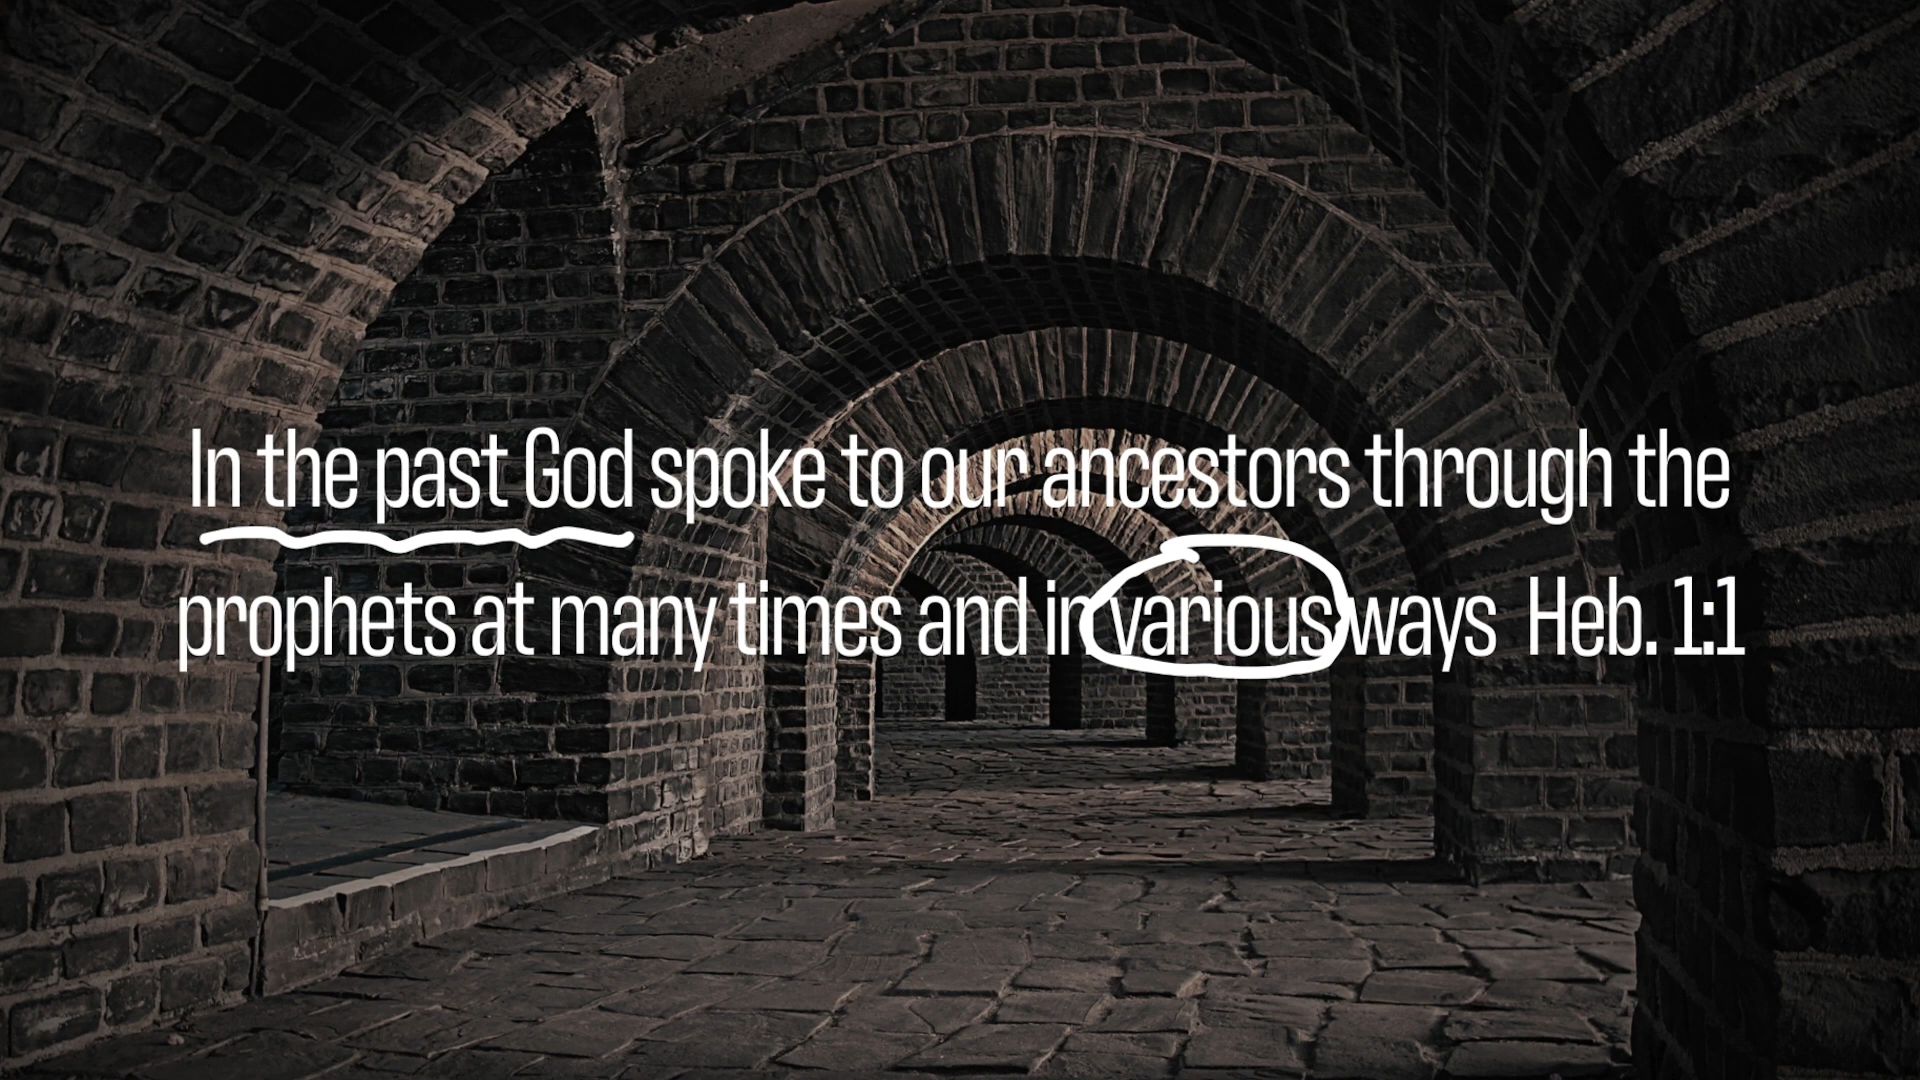 In the past God spoke to our ancestors through the
prophets at many times and in various ways  Heb. 1:1